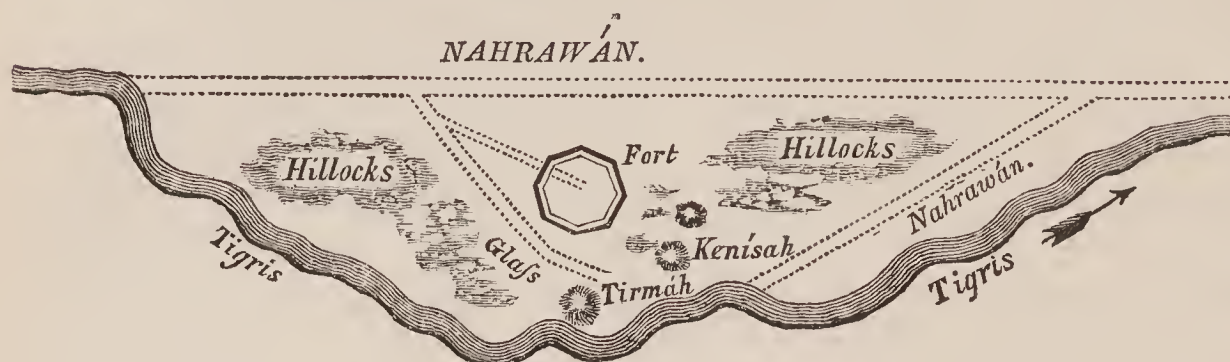 NAHRAWÁN.
Hillocks
Fort
Hillocks
Nahrawán.
Glaſs
Kenísah
Tigris
Tirmáh
Tigris